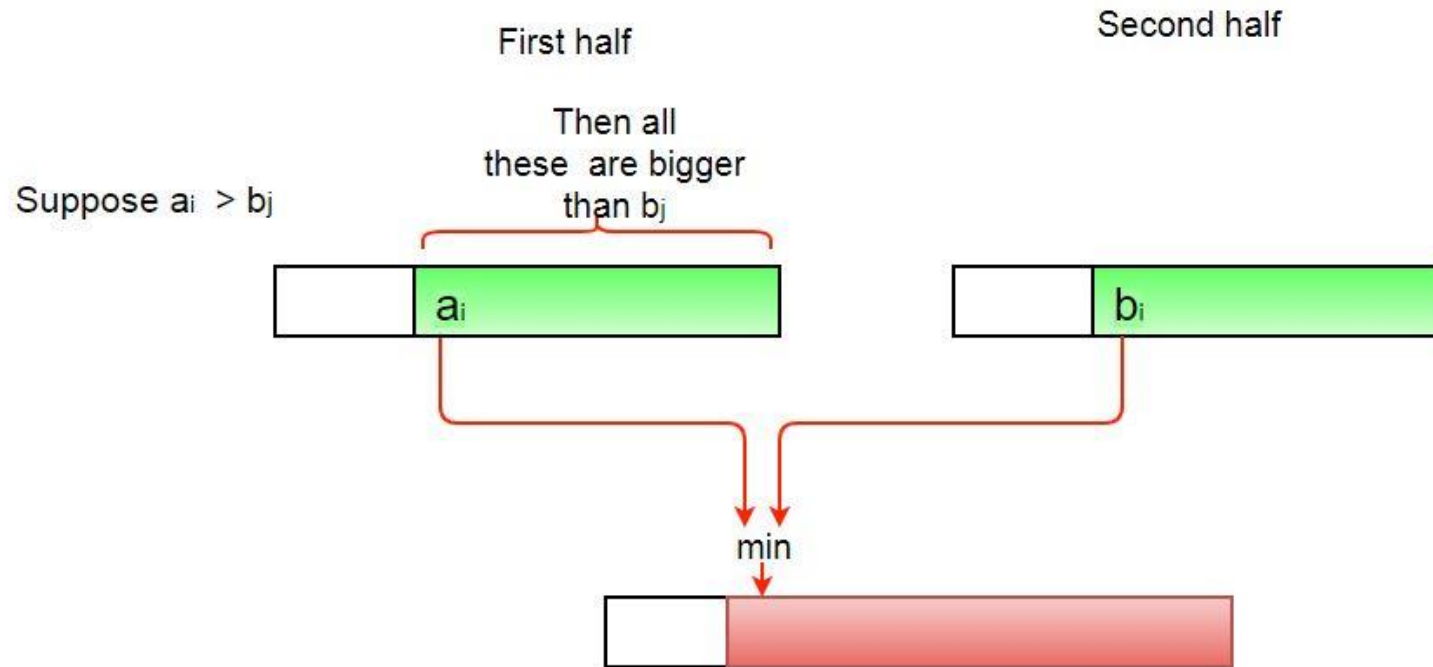 First half
Second half
Then all
these are bigger
than bj
Suppose ai > bj
ai
bi
min